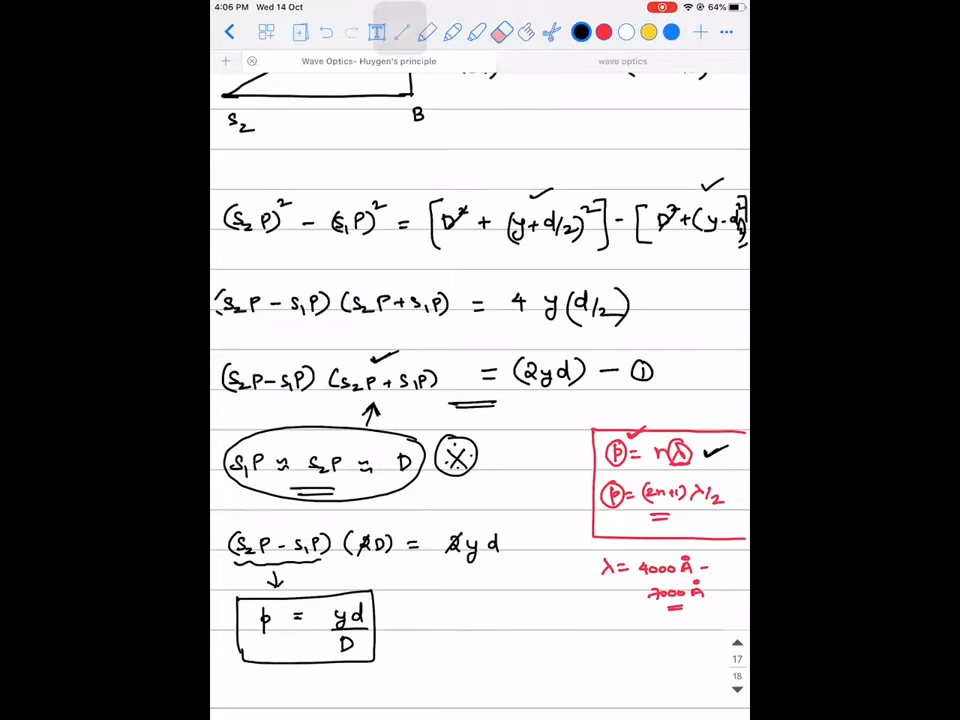 4:06 PM Wed 14 Oct
64%
Wave Optics- Huygen's principle
wave optics
S₂
B
(S₂P)² - (S₁P)² = [D² + (y+d/2)²] - [D² + (y-d/2)²]
(S₂P - S₁P) (S₂P + S₁P) = 4 y (d/2)
(S₂P - S₁P) (S₂P + S₁P) = (2yd) - ①
S₁P ≈ S₂P ≈ D
p = nλ
p = (2n+1) λ/2
(S₂P - S₁P) (2D) = 2yd
λ = 4000 Å -
7000 Å
p = yd/D
17
18